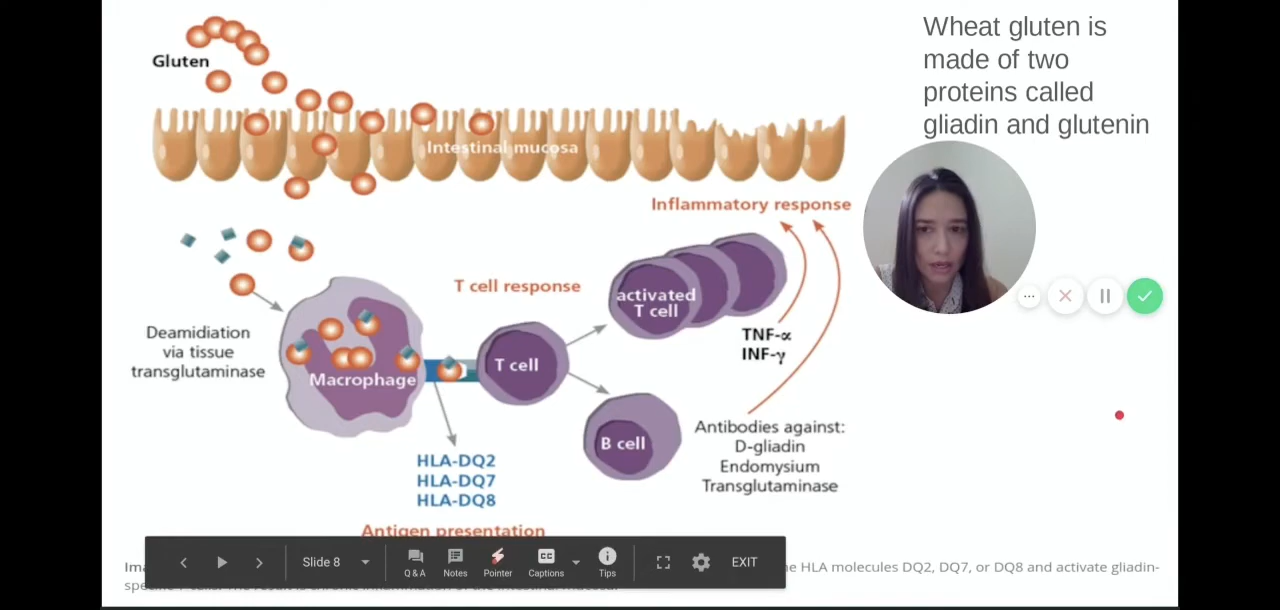 Wheat gluten is
made of two
proteins called
gliadin and glutenin
Gluten
Intestinal mucosa
Inflammatory response
T cell response
activated
T cell
TNF-α
INF-γ
Deamidiation
via tissue
transglutaminase
Macrophage
T cell
B cell
Antibodies against:
D-gliadin
Endomysium
Transglutaminase
HLA-DQ2
HLA-DQ7
HLA-DQ8
Antigen presentation
HLA molecules DQ2, DQ7, or DQ8 and activate gliadin-
Slide 8
Q & A
Notes
Pointer
CC
Captions
Tips
EXIT